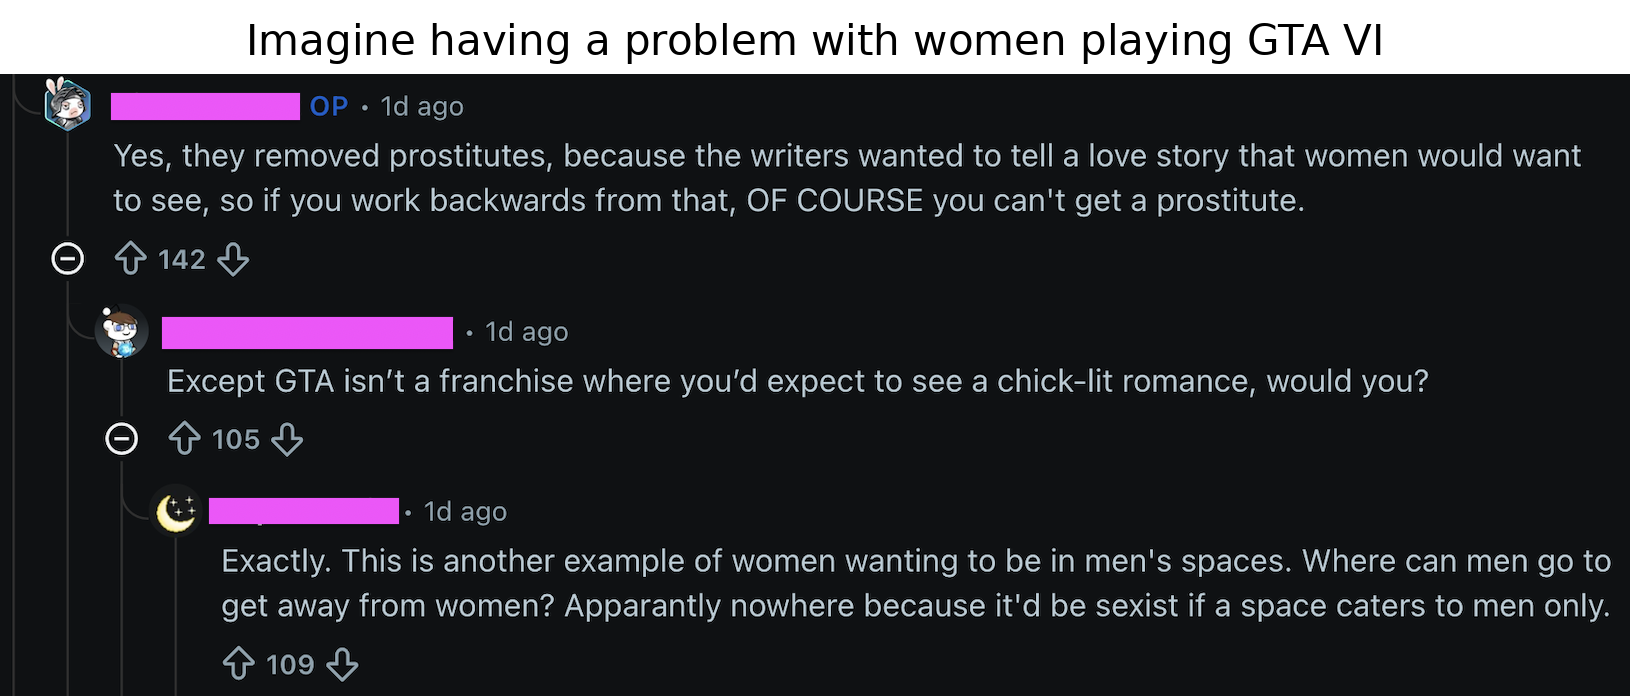 Imagine having a problem with women playing GTA VI
OP • 1d ago
Yes, they removed prostitutes, because the writers wanted to tell a love story that women would want
to see, so if you work backwards from that, OF COURSE you can't get a prostitute.
142
• 1d ago
Except GTA isn’t a franchise where you’d expect to see a chick-lit romance, would you?
105
• 1d ago
Exactly. This is another example of women wanting to be in men's spaces. Where can men go to
get away from women? Apparantly nowhere because it'd be sexist if a space caters to men only.
109